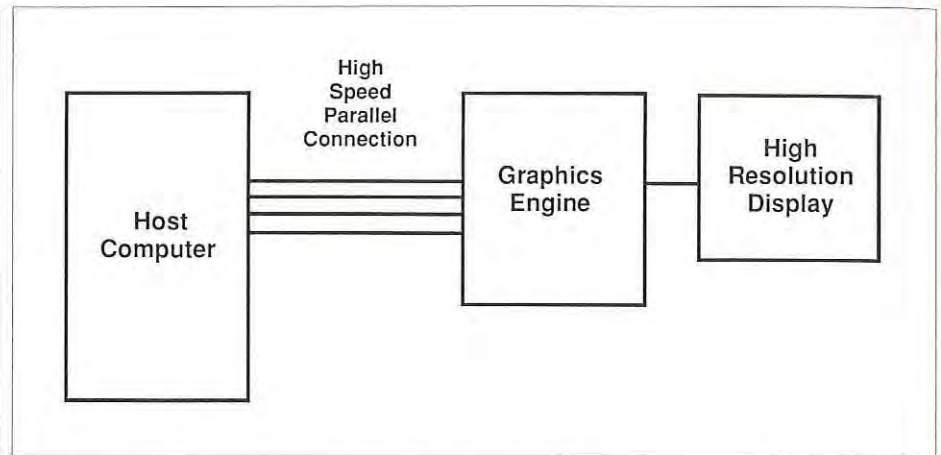 High
Speed
Parallel
Connection
Host
Computer
Graphics
Engine
High
Resolution
Display